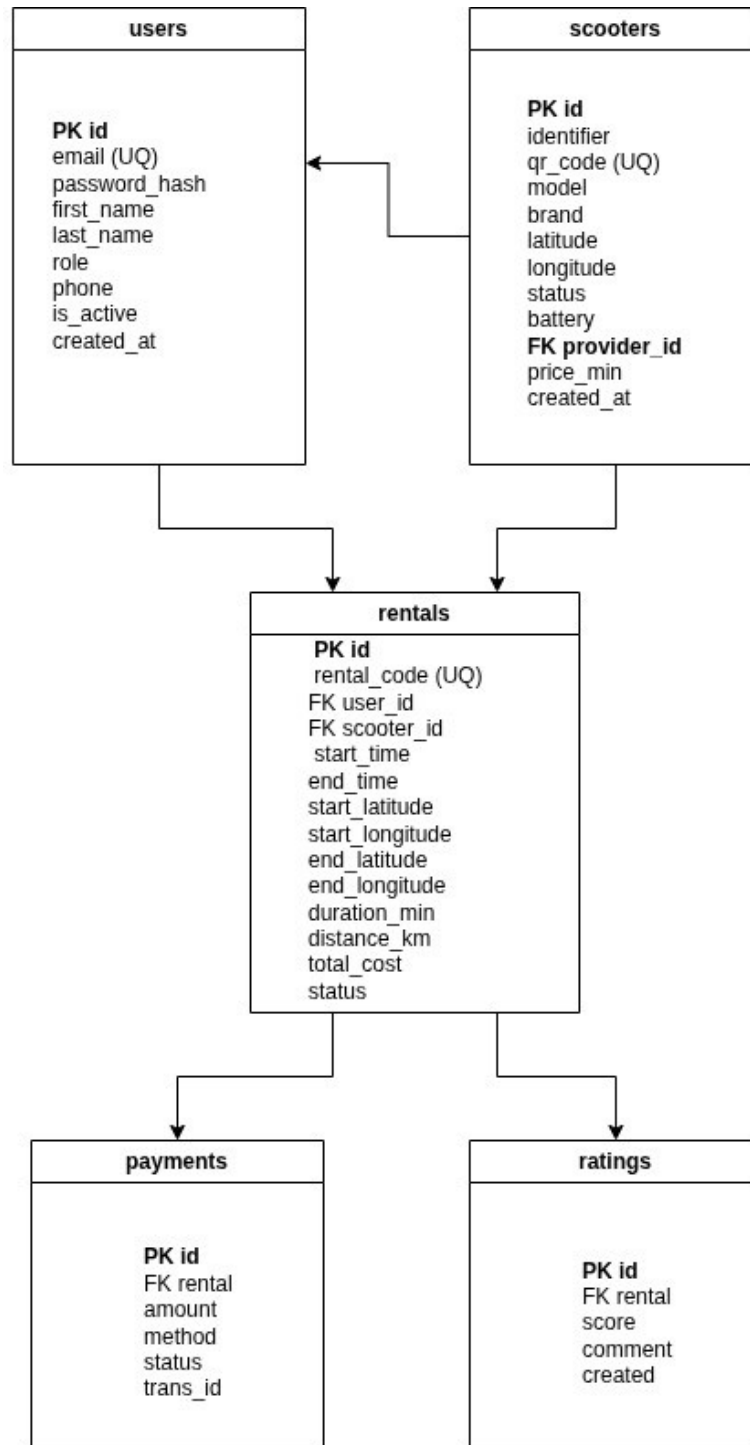 users
PK id
email (UQ)
password_hash
first_name
last_name
role
phone
is_active
created_at
scooters
PK id
identifier
qr_code (UQ)
model
brand
latitude
longitude
status
battery
FK provider_id
price_min
created_at
rentals
PK id
rental_code (UQ)
FK user_id
FK scooter_id
start_time
end_time
start_latitude
start_longitude
end_latitude
end_longitude
duration_min
distance_km
total_cost
status
payments
PK id
FK rental
amount
method
status
trans_id
ratings
PK id
FK rental
score
comment
created